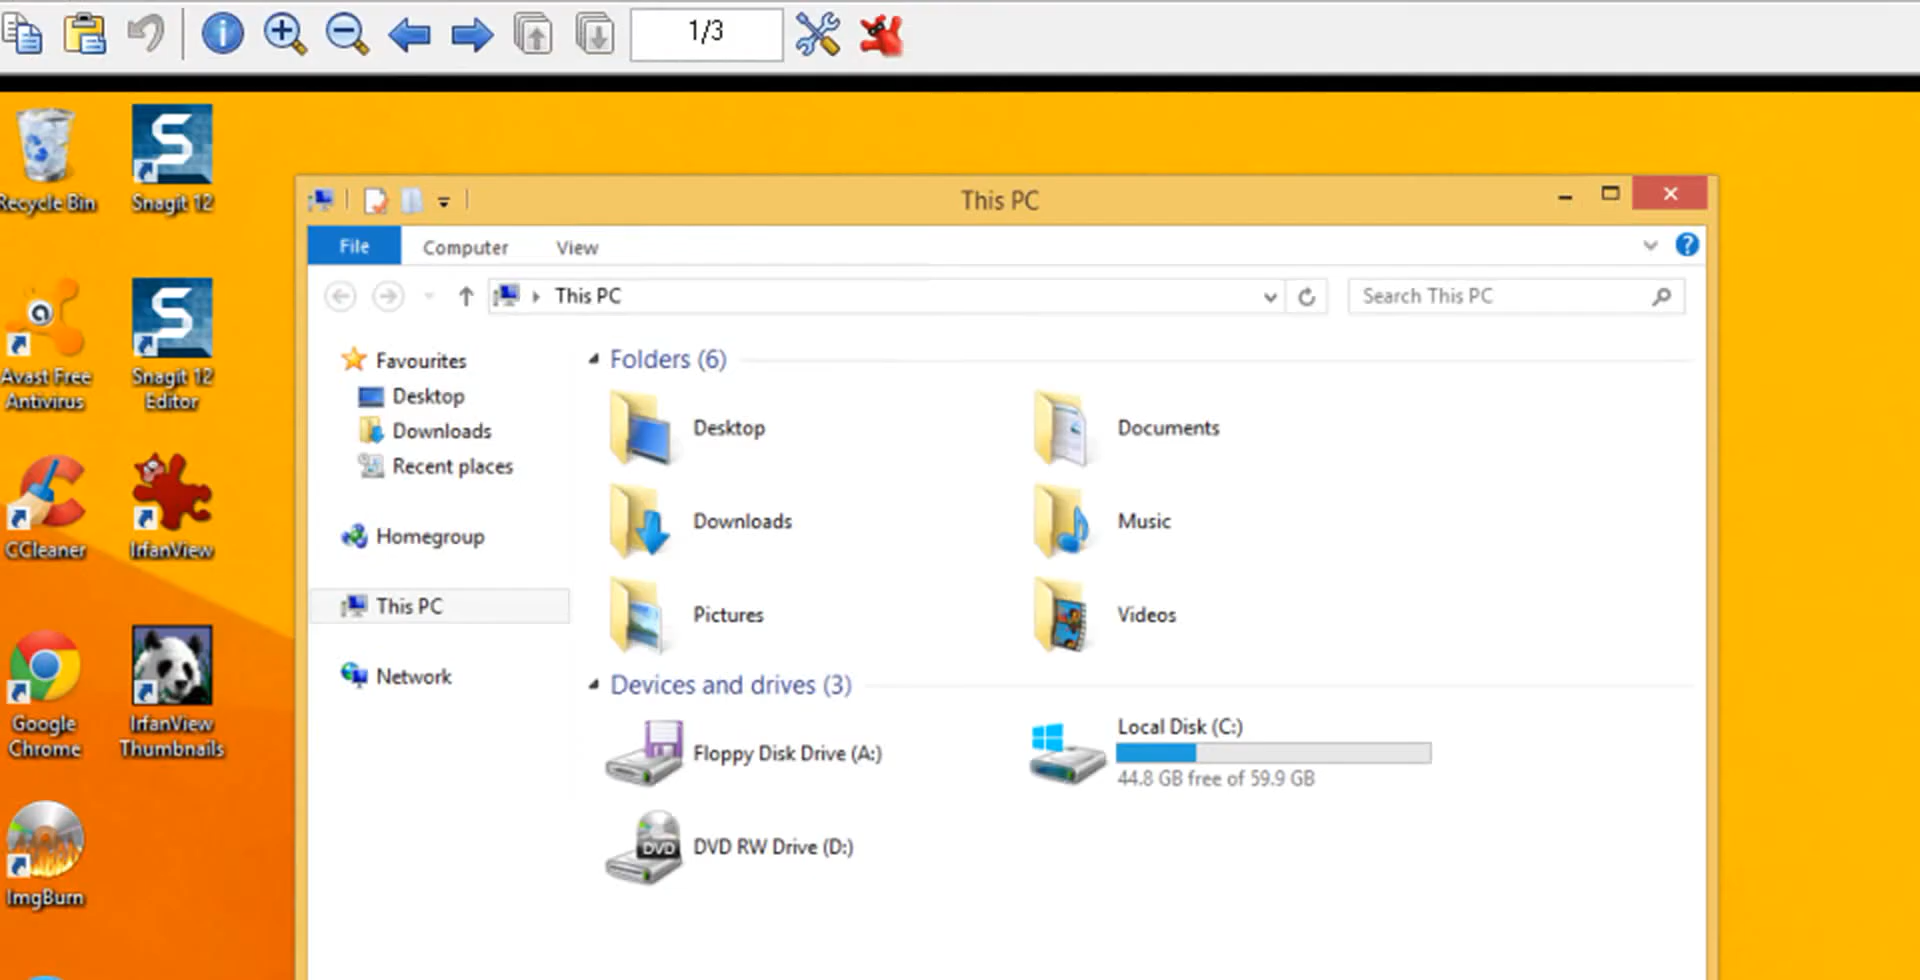 1/3
Recycle Bin
Snagit 12
Avast Free
Antivirus
Snagit 12
Editor
CCleaner
IrfanView
Google
Chrome
IrfanView
Thumbnails
ImgBurn
This PC
File
Computer
View
This PC
Search This PC
Favourites
Desktop
Downloads
Recent places
Homegroup
This PC
Network
Folders (6)
Desktop
Documents
Downloads
Music
Pictures
Videos
Devices and drives (3)
Floppy Disk Drive (A:)
Local Disk (C:)
44.8 GB free of 59.9 GB
DVD
DVD RW Drive (D:)